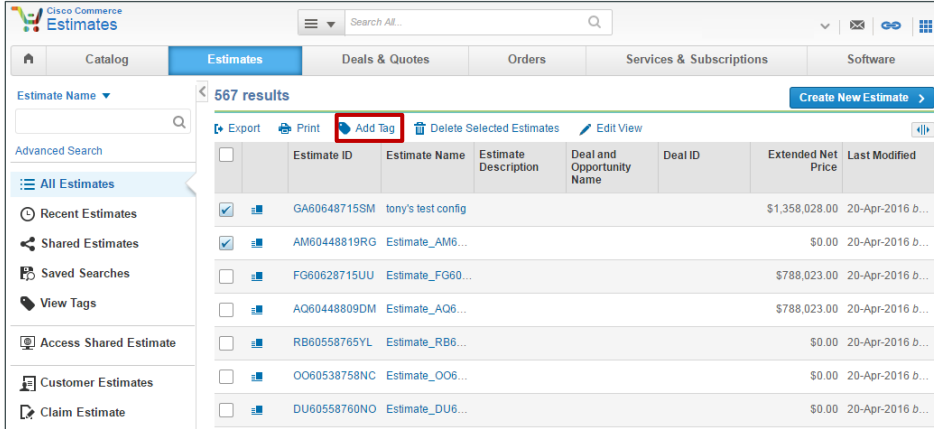 Cisco Commerce
Estimates
Search All...
Catalog Estimates Deals & Quotes Orders Services & Subscriptions Software
Estimate Name
Advanced Search
All Estimates
Recent Estimates
Shared Estimates
Saved Searches
View Tags
Access Shared Estimate
Customer Estimates
Claim Estimate
567 results
Create New Estimate
Export Print Add Tag Delete Selected Estimates Edit View
Estimate ID Estimate Name Estimate Description Deal and Opportunity Name Deal ID Extended Net Price Last Modified
GA60648715SM tony's test config $1,358,028.00 20-Apr-2016 b...
AM60448819RG Estimate_AM6... $0.00 20-Apr-2016 b...
FG60628715UU Estimate_FG60... $788,023.00 20-Apr-2016 b...
AQ60448809DM Estimate_AQ6... $788,023.00 20-Apr-2016 b...
RB60558765YL Estimate_RB6... $0.00 20-Apr-2016 b...
OO60538758NC Estimate_OO6... $0.00 20-Apr-2016 b...
DU60558760NO Estimate_DU6... $0.00 20-Apr-2016 b...